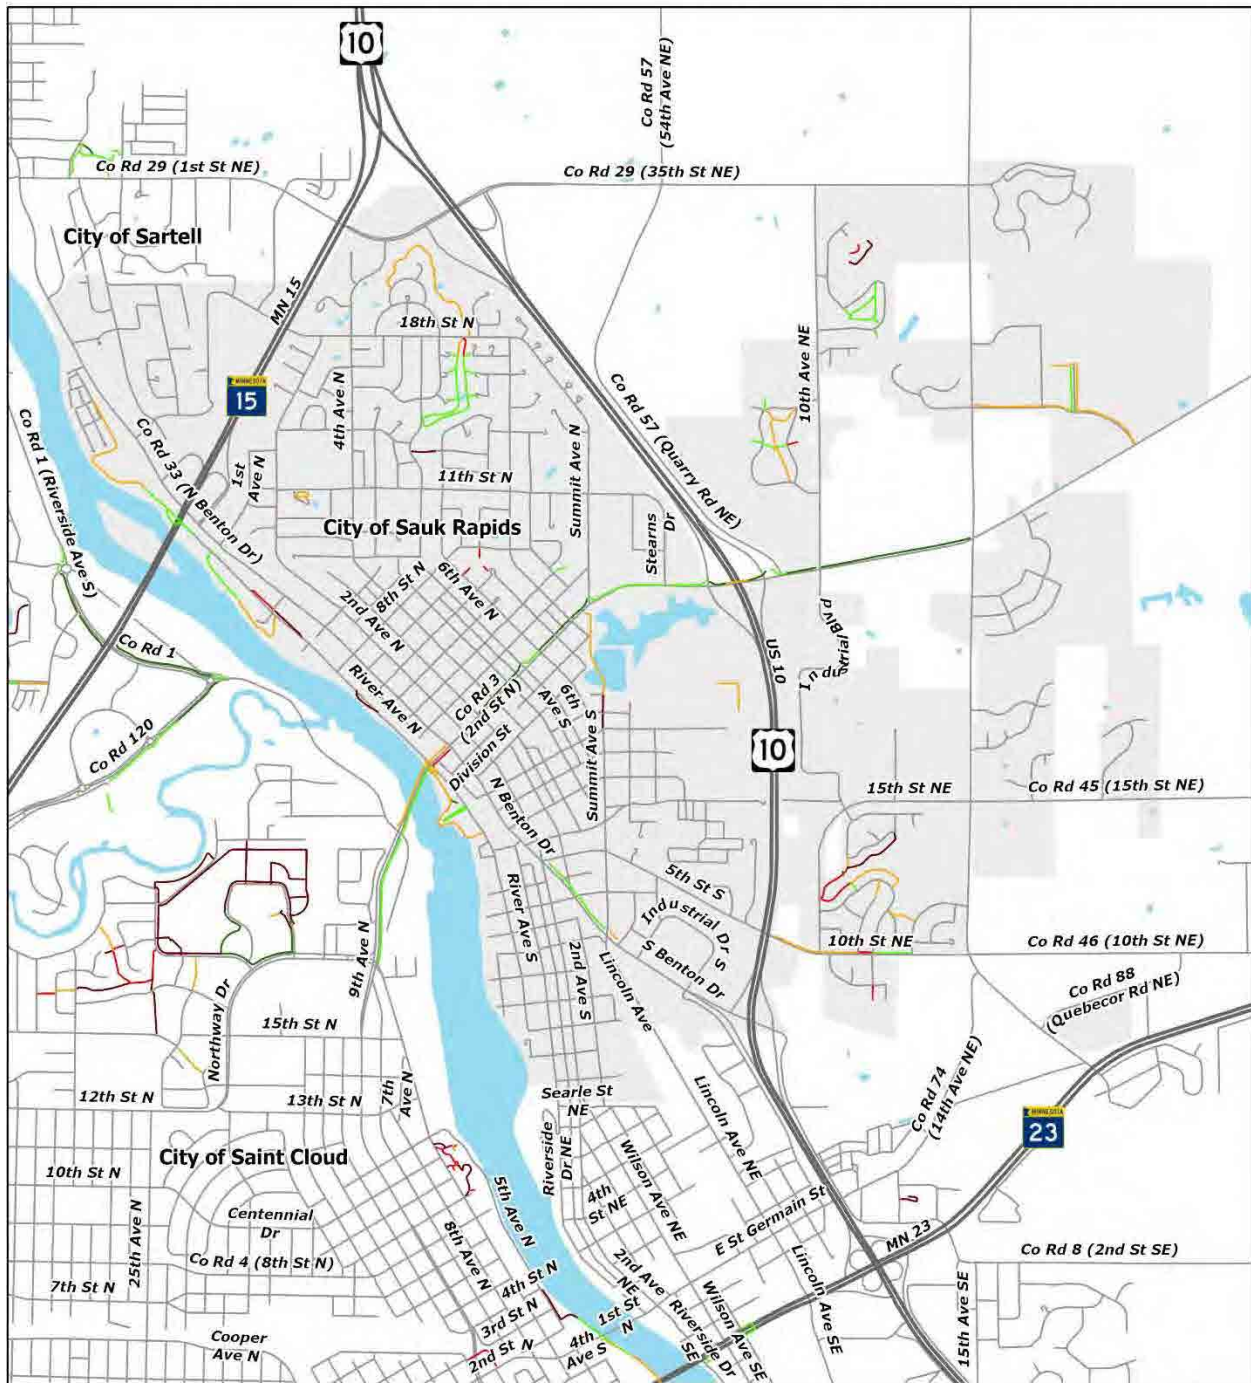 10
Co Rd 57
(54th Ave NE)
Co Rd 29 (1st St NE)
Co Rd 29 (35th St NE)
City of Sartell
MN 15
18th St N
10th Ave NE
MINNESOTA
15
4th Ave N
Co Rd 57 (Quarry Rd NE)
Co Rd 1 (Riverside Ave S)
Co Rd 33 (N Benton Dr)
1st
Ave N
Summit Ave N
11th St N
City of Sauk Rapids
Stearns
Dr
8th St N
6th Ave N
2nd Ave N
Industrial Blvd
US 10
Co Rd 1
River Ave N
Co Rd 3
(2nd St N)
6th
Ave S
Co Rd 120
Division St
Summit Ave S
10
N Benton Dr
15th St NE
Co Rd 45 (15th St NE)
5th St S
River Ave S
Industrial Dr S
9th Ave N
10th St NE
Co Rd 46 (10th St NE)
2nd Ave S
S Benton Dr
Lincoln Ave
Co Rd 88
(Quebecor Rd NE)
Northway Dr
15th St N
Co Rd 74
(14th Ave NE)
12th St N
13th St N
7th
Ave N
Searle St
NE
Lincoln Ave NE
MINNESOTA
23
City of Saint Cloud
Riverside
Dr NE
Wilson Ave NE
10th St N
25th Ave N
Centennial
Dr
5th Ave N
4th
St NE
E St Germain St
8th Ave N
MN 23
Co Rd 4 (8th St N)
Co Rd 8 (2nd St SE)
7th St N
4th St N
2nd Ave
NE
Lincoln Ave SE
3rd St N
1st St
N
Riverside Dr
SE
Wilson Ave SE
15th Ave SE
Cooper
Ave N
2nd St N
4th
Ave S